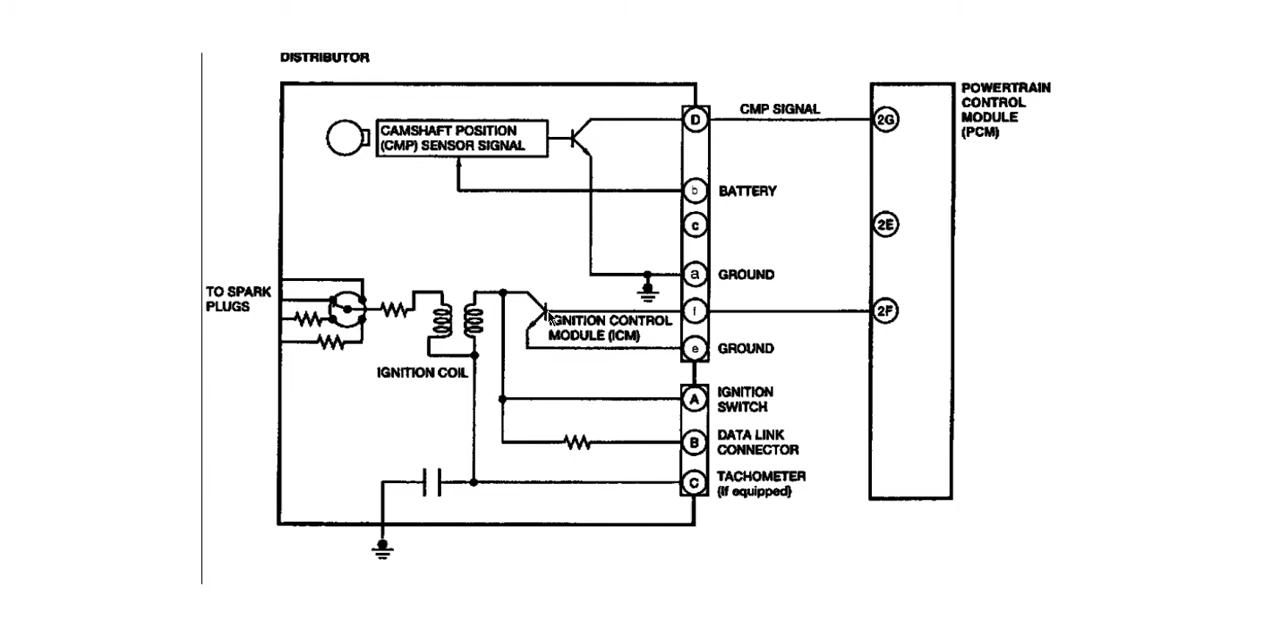 DISTRIBUTOR
CAMSHAFT POSITION
(CMP) SENSOR SIGNAL
D
CMP SIGNAL
2G
POWERTRAIN
CONTROL
MODULE
(PCM)
b
BATTERY
c
2E
a
GROUND
TO SPARK
PLUGS
IGNITION CONTROL
MODULE (ICM)
f
2F
e
GROUND
IGNITION COIL
A
IGNITION
SWITCH
B
DATA LINK
CONNECTOR
C
TACHOMETER
(if equipped)